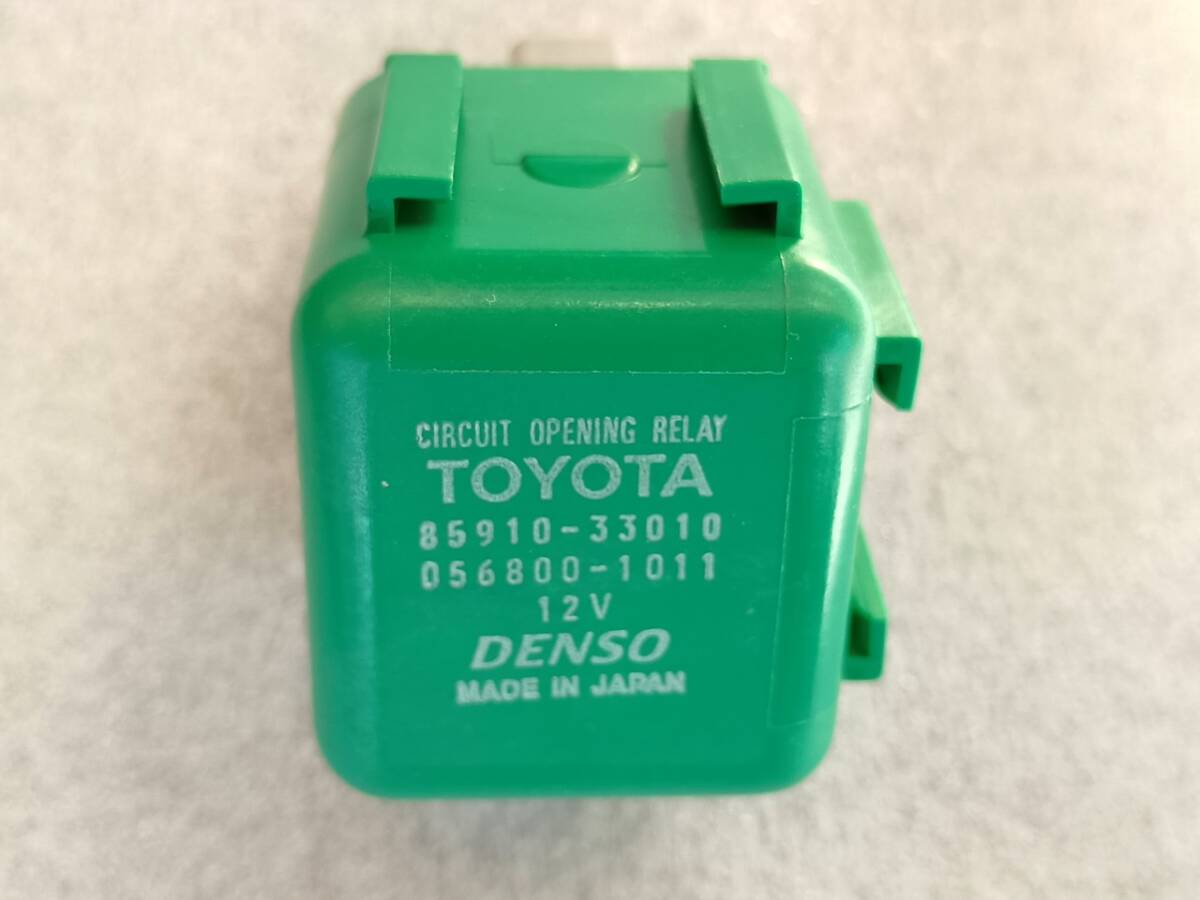 CIRCUIT OPENING RELAY
TOYOTA
85910-33010
056800-1011
12V
DENSO
MADE IN JAPAN